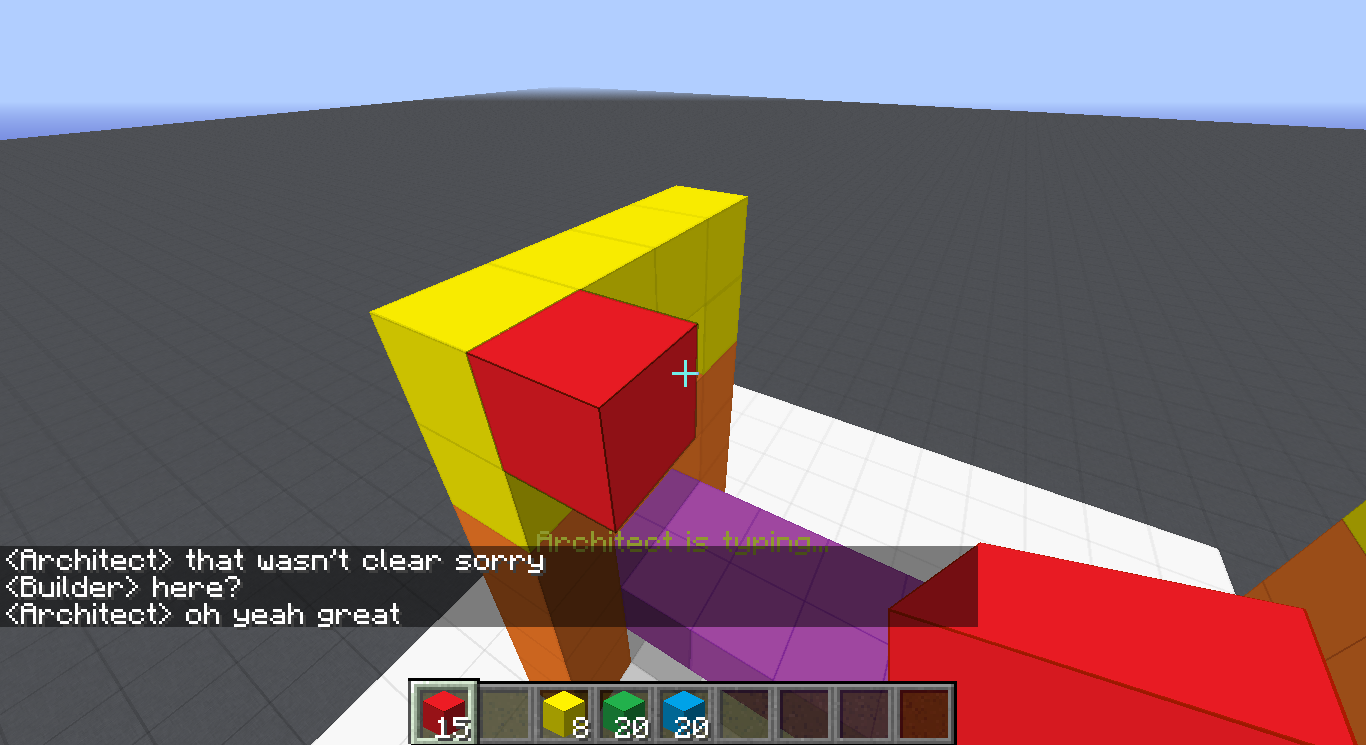 Architect is typing...
<Architect> that wasn't clear sorry
<Builder> here?
<Architect> oh yeah great
15 8 20 20